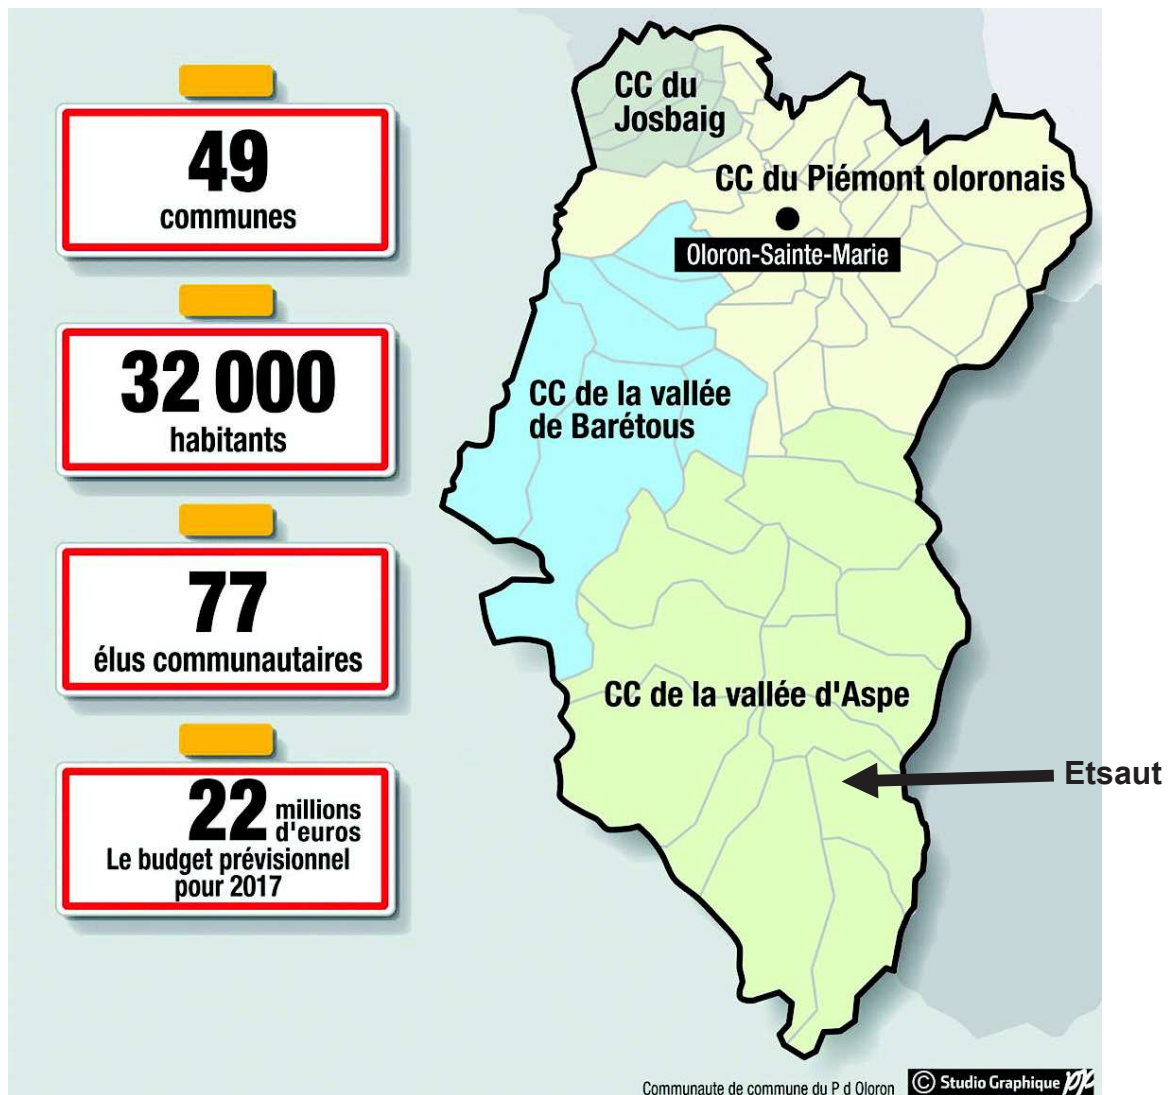 49
communes
32 000
habitants
77
élus communautaires
22 millions
d'euros
Le budget prévisionnel
pour 2017
CC du
Josbaig
CC du Piémont oloronais
Oloron-Sainte-Marie
CC de la vallée
de Barétous
CC de la vallée d'Aspe
Etsaut
Communaute de commune du P d Oloron
© Studio Graphique pp